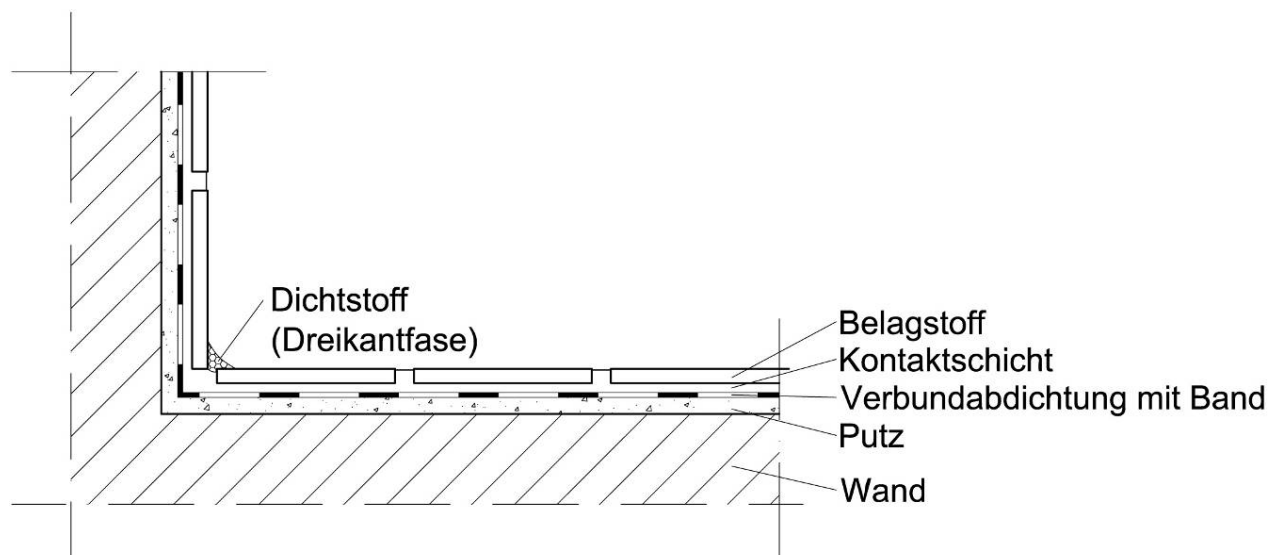 Dichtstoff
(Dreikantfase)
Belagstoff
Kontaktschicht
Verbundabdichtung mit Band
Putz
Wand